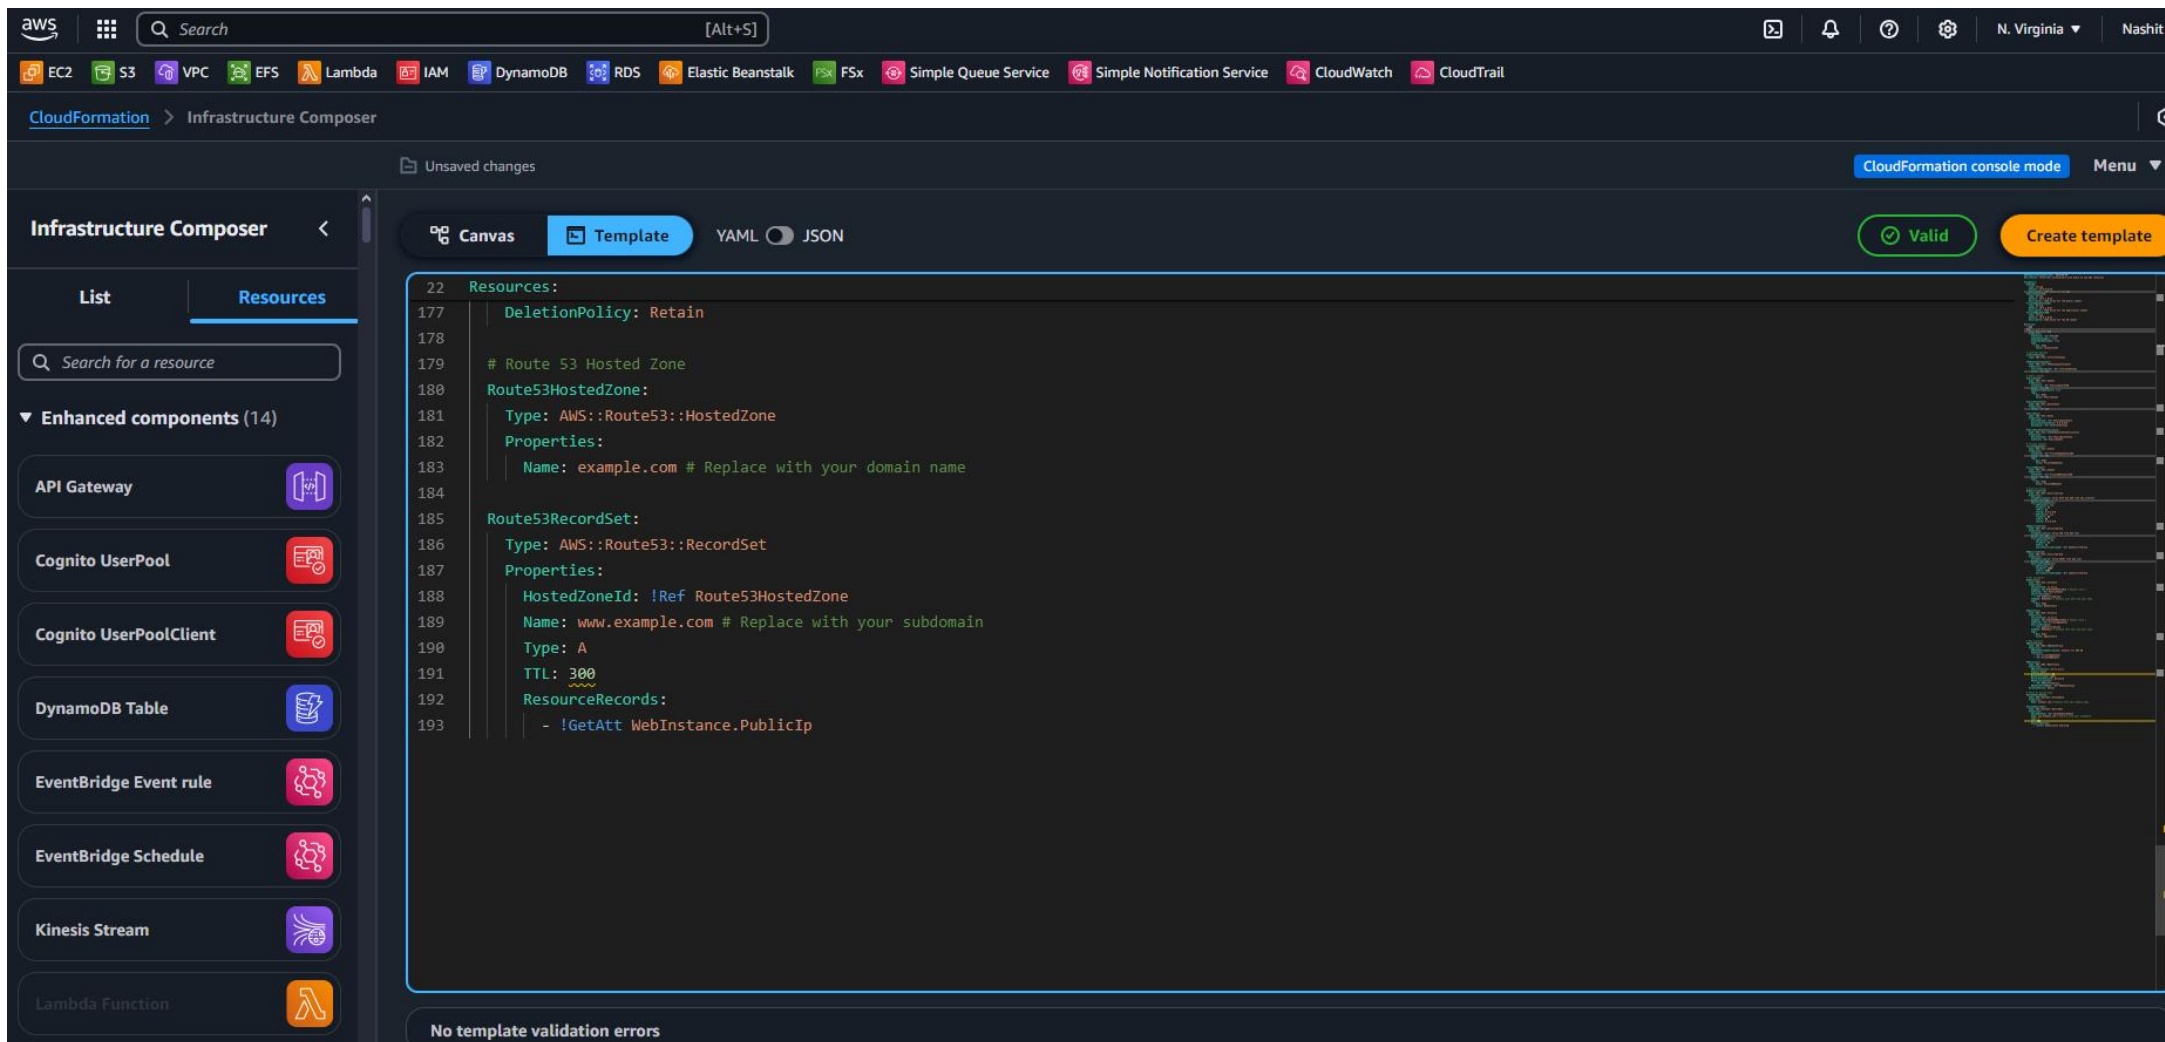 aws Search [Alt+S] N. Virginia ▼ Nashit
EC2 S3 VPC EFS Lambda IAM DynamoDB RDS Elastic Beanstalk FSx FSx Simple Queue Service Simple Notification Service CloudWatch CloudTrail
CloudFormation > Infrastructure Composer
Unsaved changes CloudFormation console mode Menu ▼
Infrastructure Composer
Canvas Template YAML JSON Valid Create template
List Resources
Search for a resource
▼ Enhanced components (14)
API Gateway
Cognito UserPool
Cognito UserPoolClient
DynamoDB Table
EventBridge Event rule
EventBridge Schedule
Kinesis Stream
Lambda Function
22 Resources:
177 DeletionPolicy: Retain
178
179 # Route 53 Hosted Zone
180 Route53HostedZone:
181 Type: AWS::Route53::HostedZone
182 Properties:
183 Name: example.com # Replace with your domain name
184
185 Route53RecordSet:
186 Type: AWS::Route53::RecordSet
187 Properties:
188 HostedZoneId: !Ref Route53HostedZone
189 Name: www.example.com # Replace with your subdomain
190 Type: A
191 TTL: 300
192 ResourceRecords:
193 - !GetAtt WebInstance.PublicIp
No template validation errors